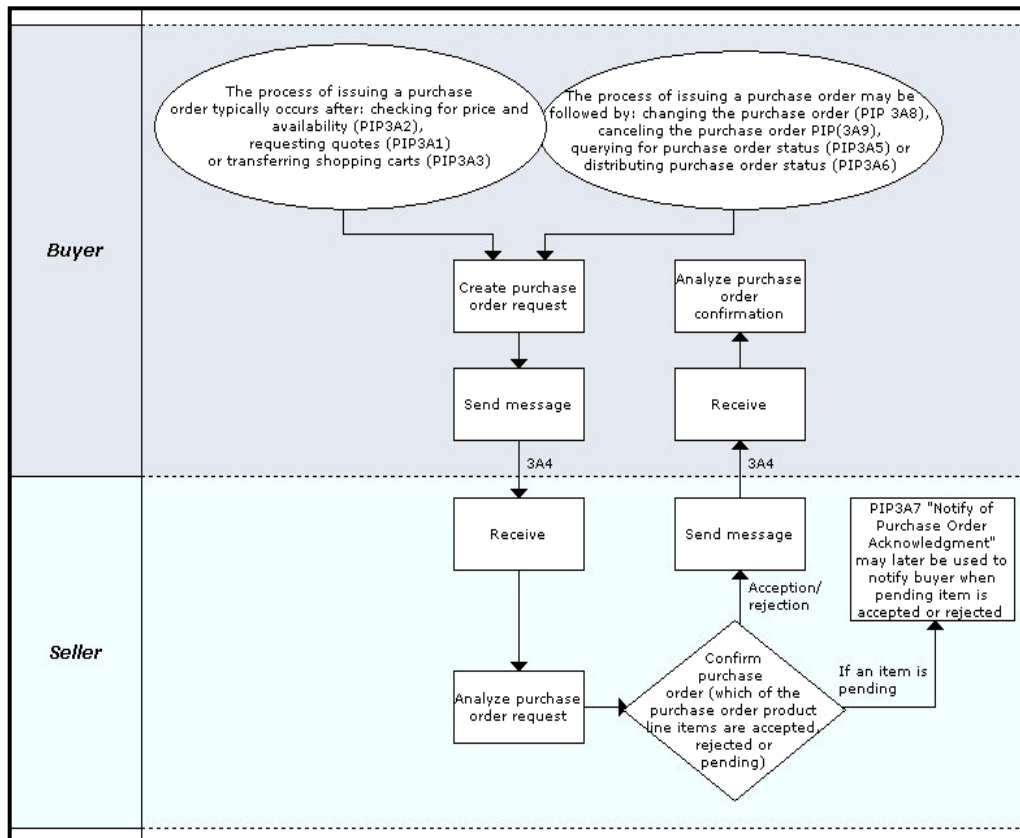 The process of issuing a purchase
order typically occurs after: checking for price and
availability (PIP3A2),
requesting quotes (PIP3A1)
or transferring shopping carts (PIP3A3)
The process of issuing a purchase order may be
followed by: changing the purchase order (PIP 3A8),
canceling the purchase order PIP(3A9),
querying for purchase order status (PIP3A5) or
distributing purchase order status (PIP3A6)
Buyer
Create purchase
order request
Analyze purchase
order
confirmation
Send message
Receive
3A4
3A4
Receive
Send message
PIP3A7 "Notify of
Purchase Order
Acknowledgment"
may later be used to
notify buyer when
pending item is
accepted or rejected
Acception/
rejection
Seller
Analyze purchase
order request
Confirm
purchase
order (which of the
purchase order product
line items are accepted,
rejected or
pending)
If an item is
pending